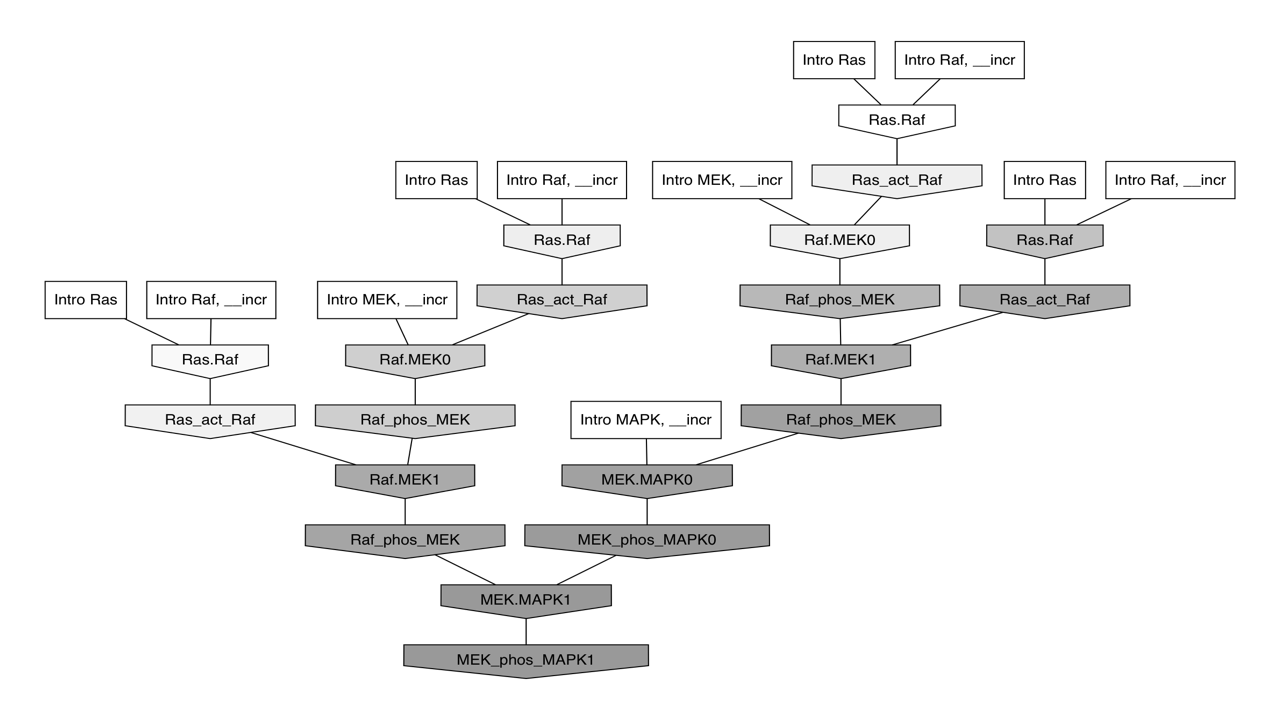 Intro Ras
Intro Raf, __incr
Ras.Raf
Intro Ras
Intro Raf, __incr
Intro MEK, __incr
Ras_act_Raf
Intro Ras
Intro Raf, __incr
Ras.Raf
Raf.MEK0
Ras.Raf
Intro Ras
Intro Raf, __incr
Intro MEK, __incr
Ras_act_Raf
Raf_phos_MEK
Ras_act_Raf
Ras.Raf
Raf.MEK0
Raf.MEK1
Ras_act_Raf
Raf_phos_MEK
Intro MAPK, __incr
Raf_phos_MEK
Raf.MEK1
MEK.MAPK0
Raf_phos_MEK
MEK_phos_MAPK0
MEK.MAPK1
MEK_phos_MAPK1